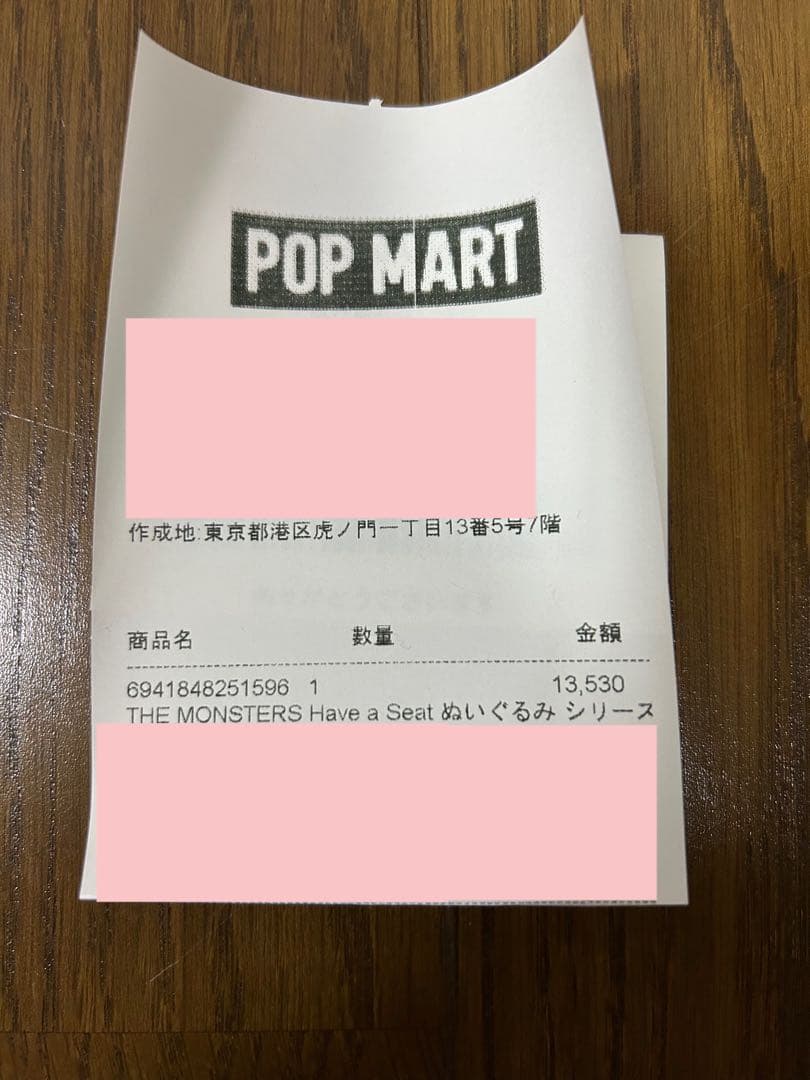 POP MART
作成地:東京都港区虎ノ門一丁目13番5号7階
商品名 数量 金額
6941848251596 1 13,530
THE MONSTERS Have a Seat ぬいぐるみ シリーズ